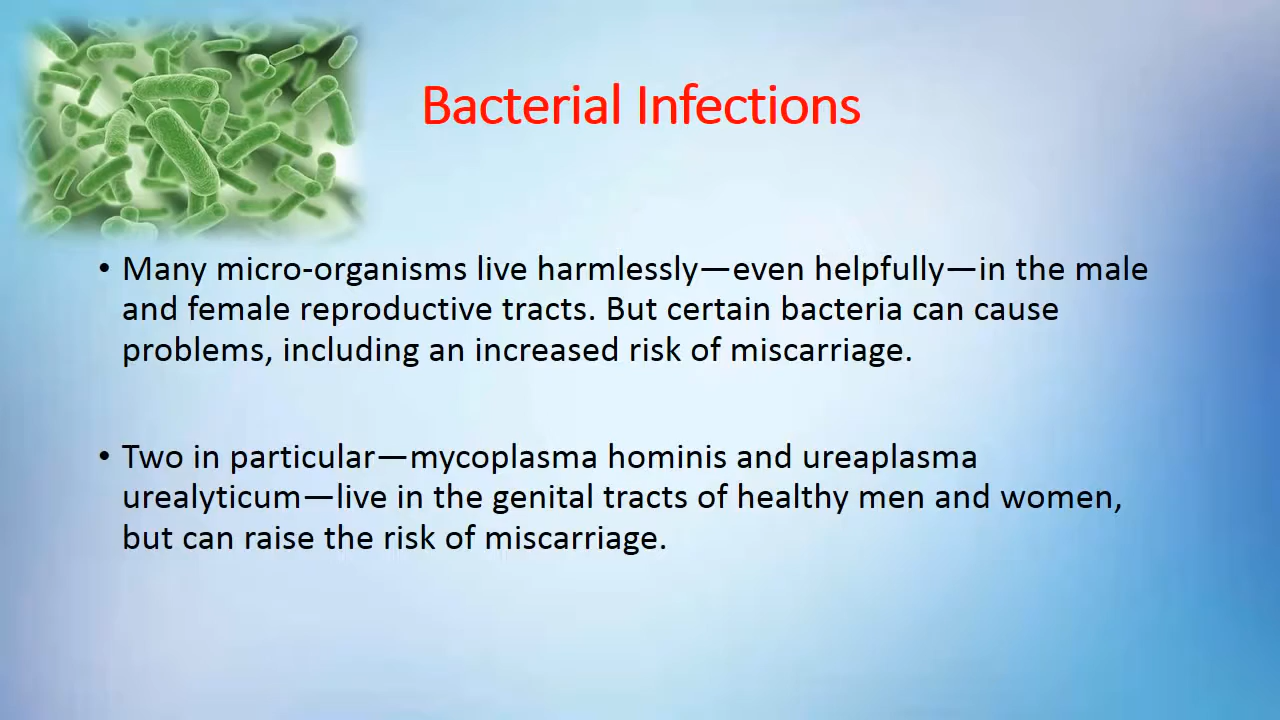 Bacterial Infections
• Many micro-organisms live harmlessly—even helpfully—in the male
and female reproductive tracts. But certain bacteria can cause
problems, including an increased risk of miscarriage.
• Two in particular—mycoplasma hominis and ureaplasma
urealyticum—live in the genital tracts of healthy men and women,
but can raise the risk of miscarriage.